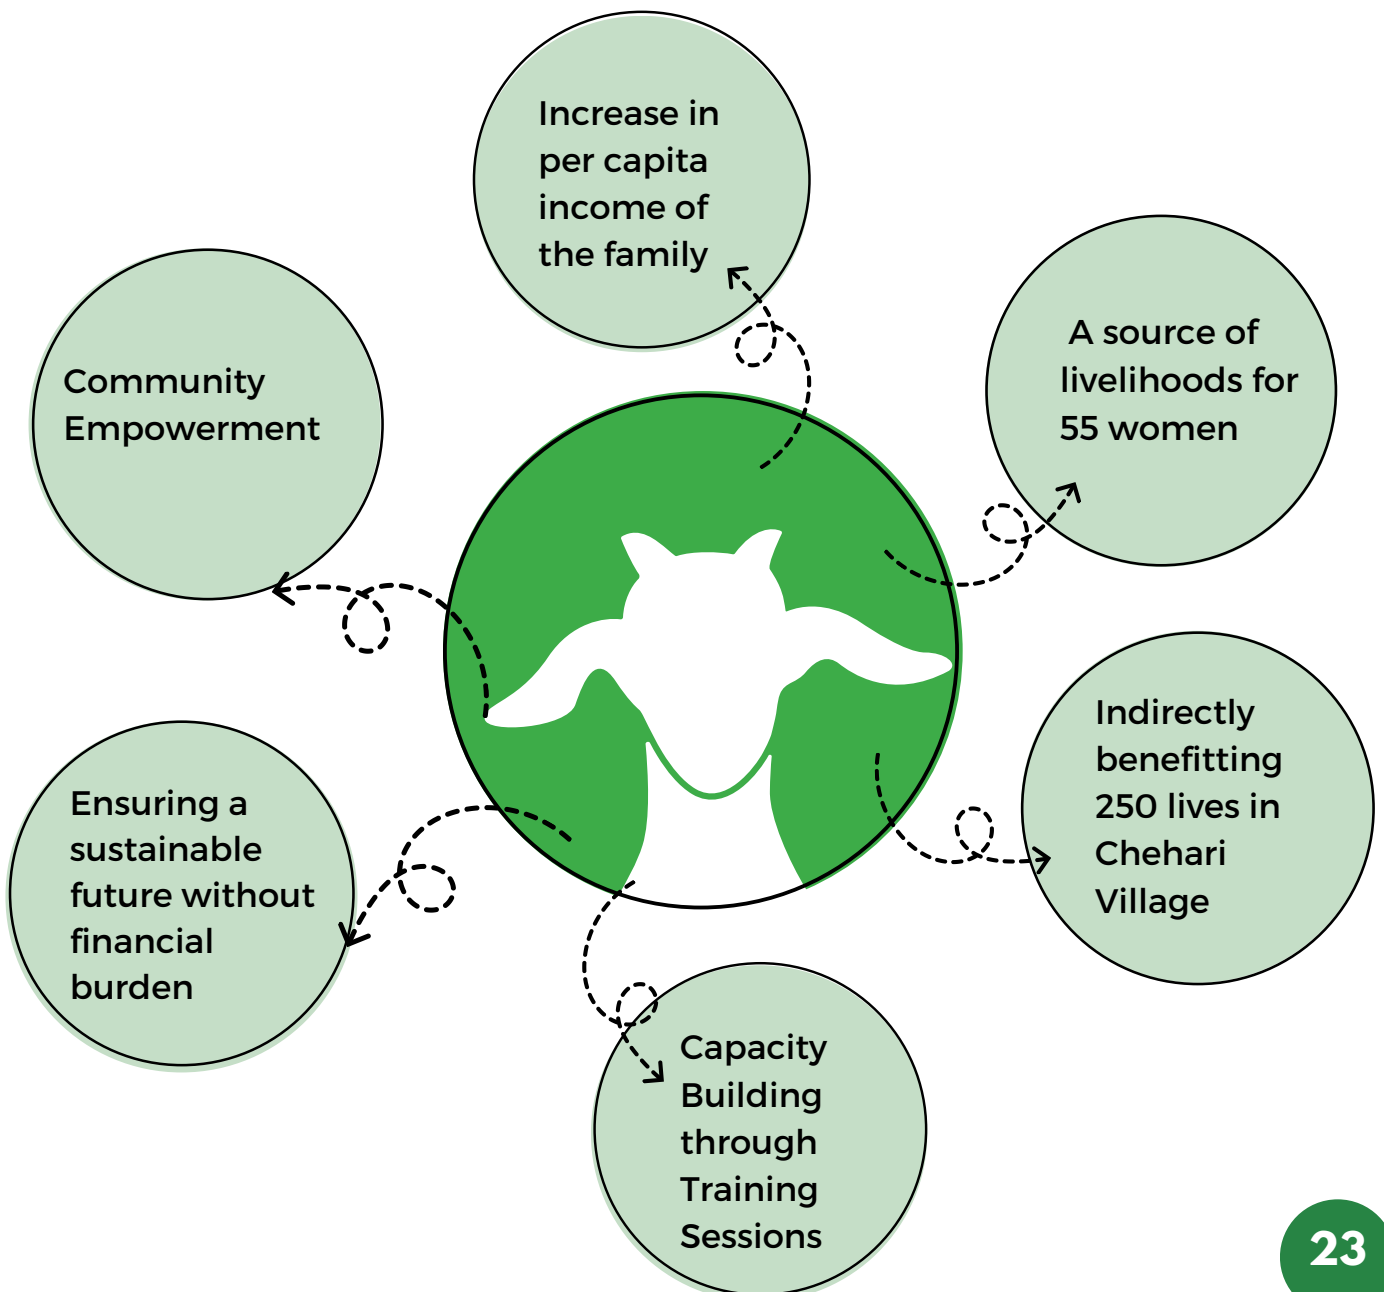 Increase in
per capita
income of
the family
A source of
livelihoods for
55 women
Community
Empowerment
Indirectly
benefitting
250 lives in
Chehari
Village
Ensuring a
sustainable
future without
financial
burden
Capacity
Building
through
Training
Sessions
23